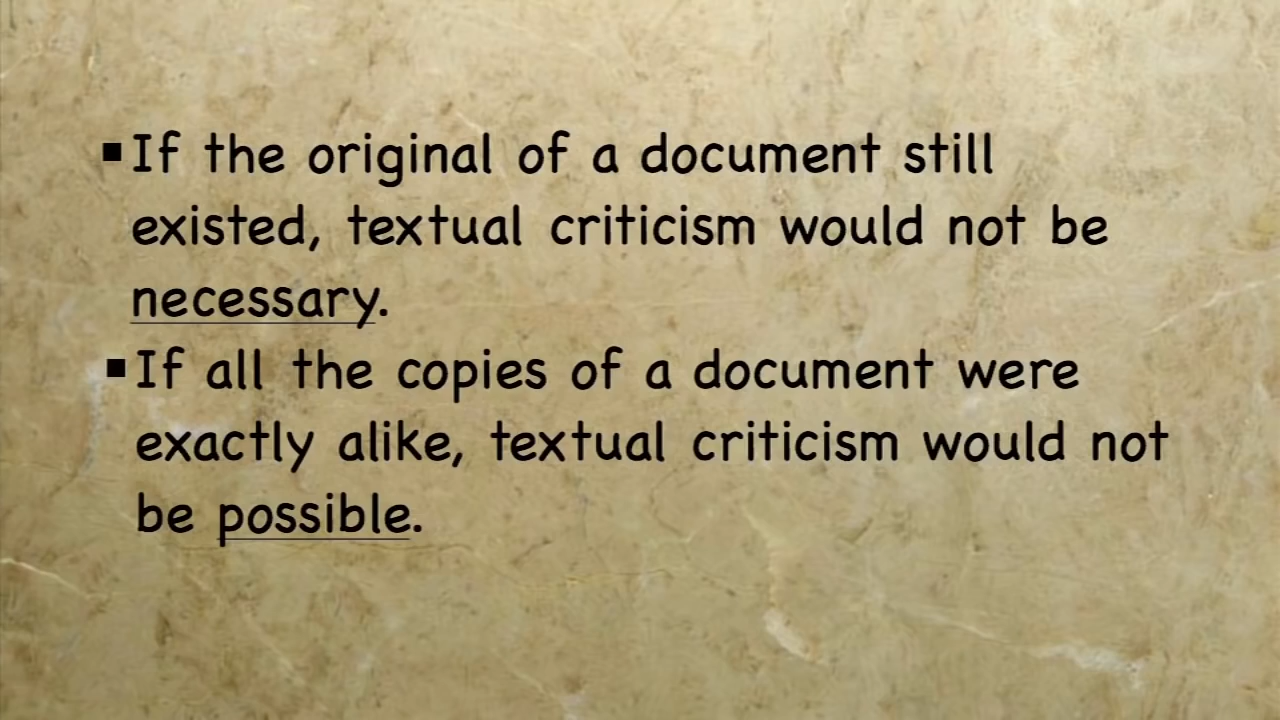 ▪If the original of a document still
existed, textual criticism would not be
necessary.
▪If all the copies of a document were
exactly alike, textual criticism would not
be possible.